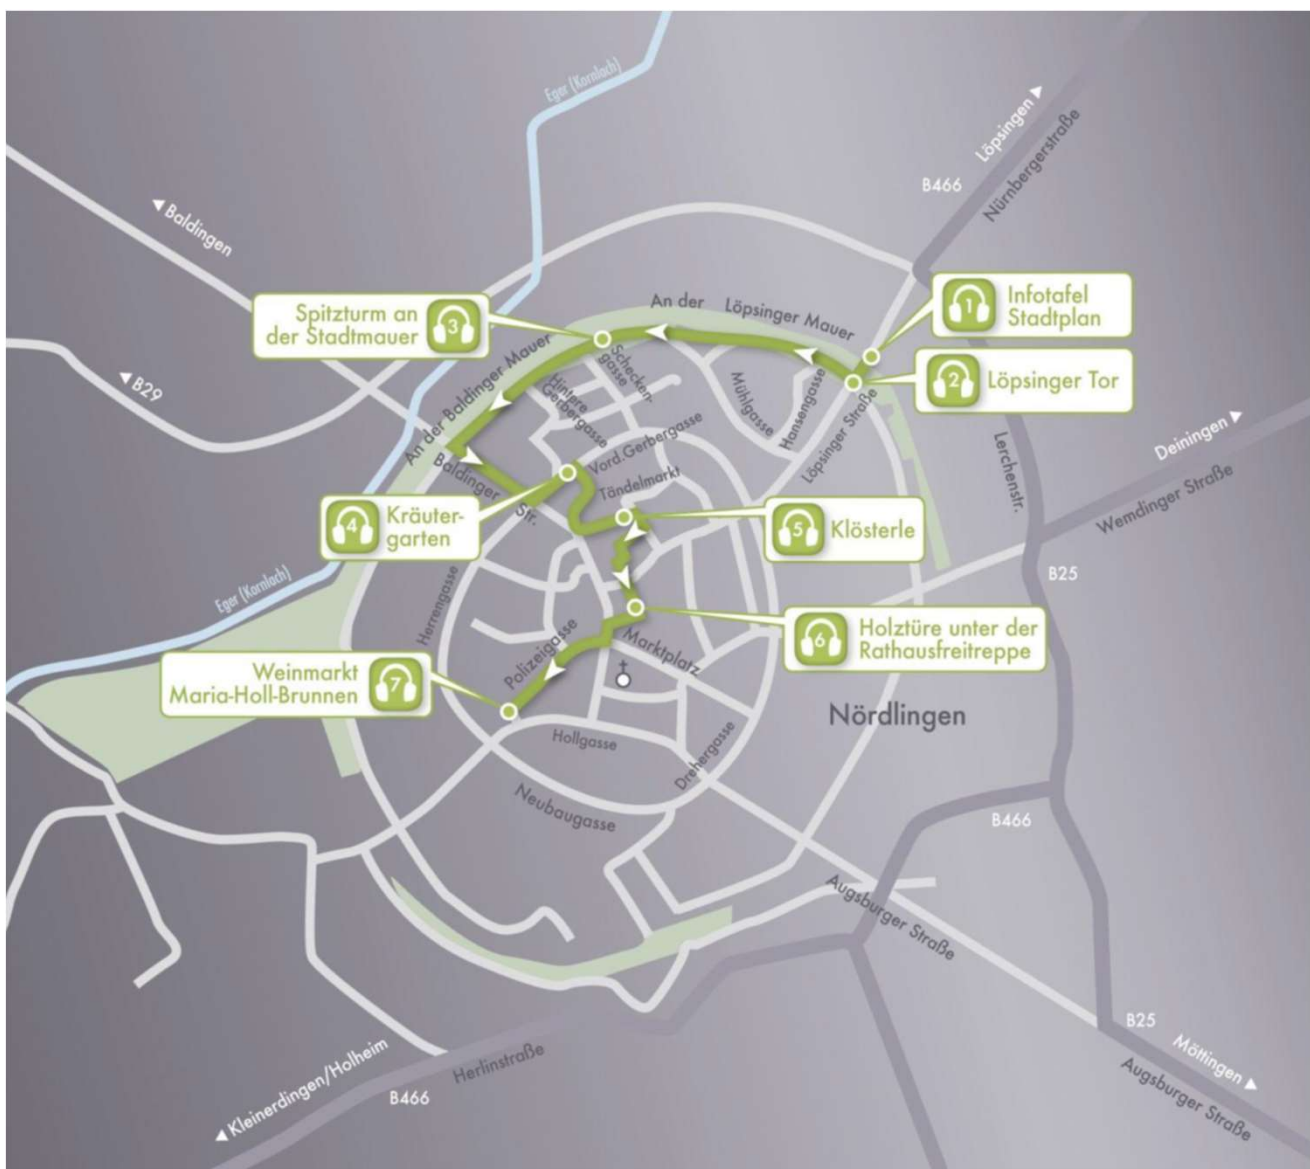 Eger (Kornlach)
Löpsingen
Nürnbergerstraße
B466
Baldingen
B29
Spitzturm an
der Stadtmauer
3
An der Löpsinger Mauer
1
Infotafel
Stadtplan
2
Löpsinger Tor
An der Baldinger Mauer
Schecken-
gasse
Hintere
Gerbergasse
Mühlgasse
Hansengasse
Löpsinger Straße
Lerchenstr.
Deiningen
Wemdinger Straße
Vord.Gerbergasse
Tändelmarkt
Baldinger Str.
4
Kräuter-
garten
5
Klösterle
B25
Eger (Kornlach)
Herrengasse
6
Holztüre unter der
Rathausfreitreppe
Marktplatz
Polizeigasse
Weinmarkt
Maria-Holl-Brunnen
7
Nördlingen
Hollgasse
Drehergasse
Neubaugasse
B466
Augsburger Straße
B25
Möttingen
Augsburger Straße
Herlinstraße
Kleinerdingen/Holheim
B466